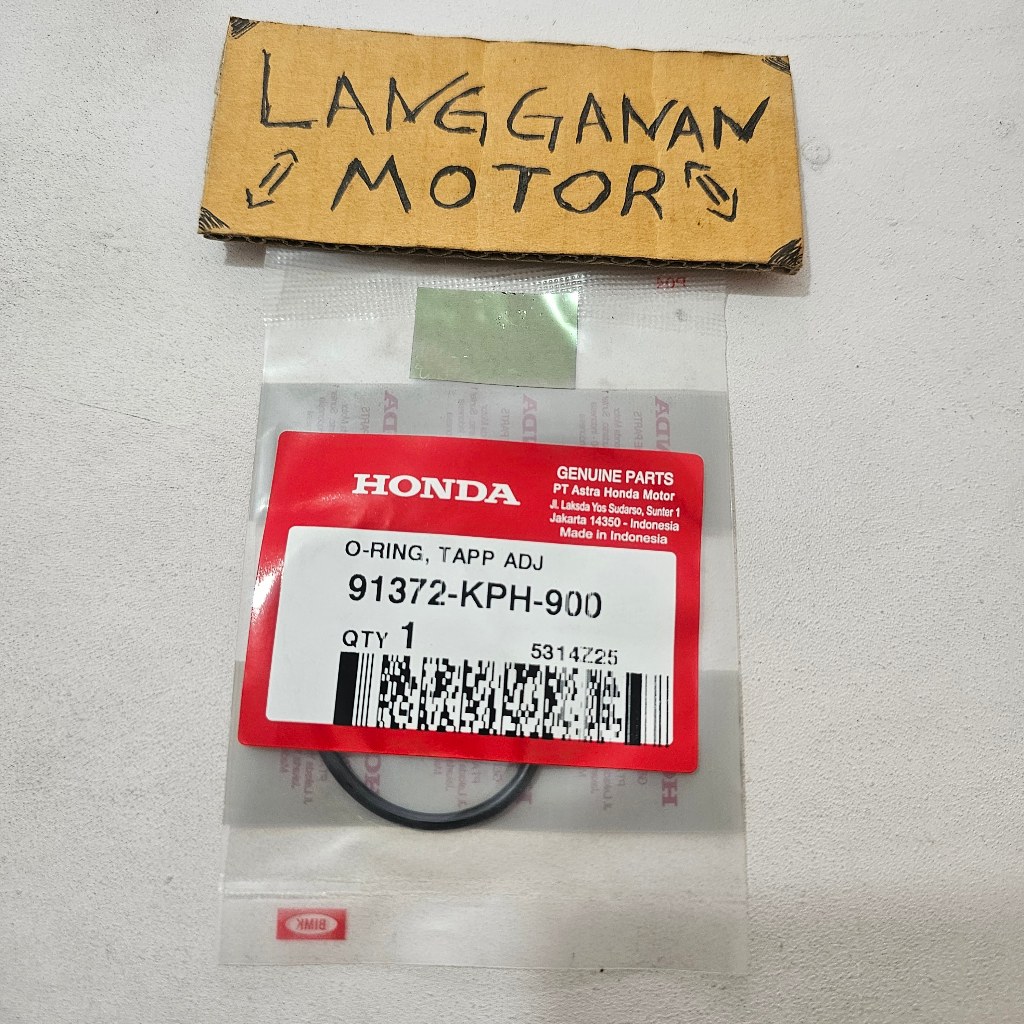 LANGGANAN
MOTOR
HONDA
GENUINE PARTS
PT Astra Honda Motor
Jl. Laksda Yos Sudarso, Sunter 1
Jakarta 14350 - Indonesia
Made in Indonesia
O-RING, TAPP ADJ
91372-KPH-900
QTY 1
5314Z25
BIMK